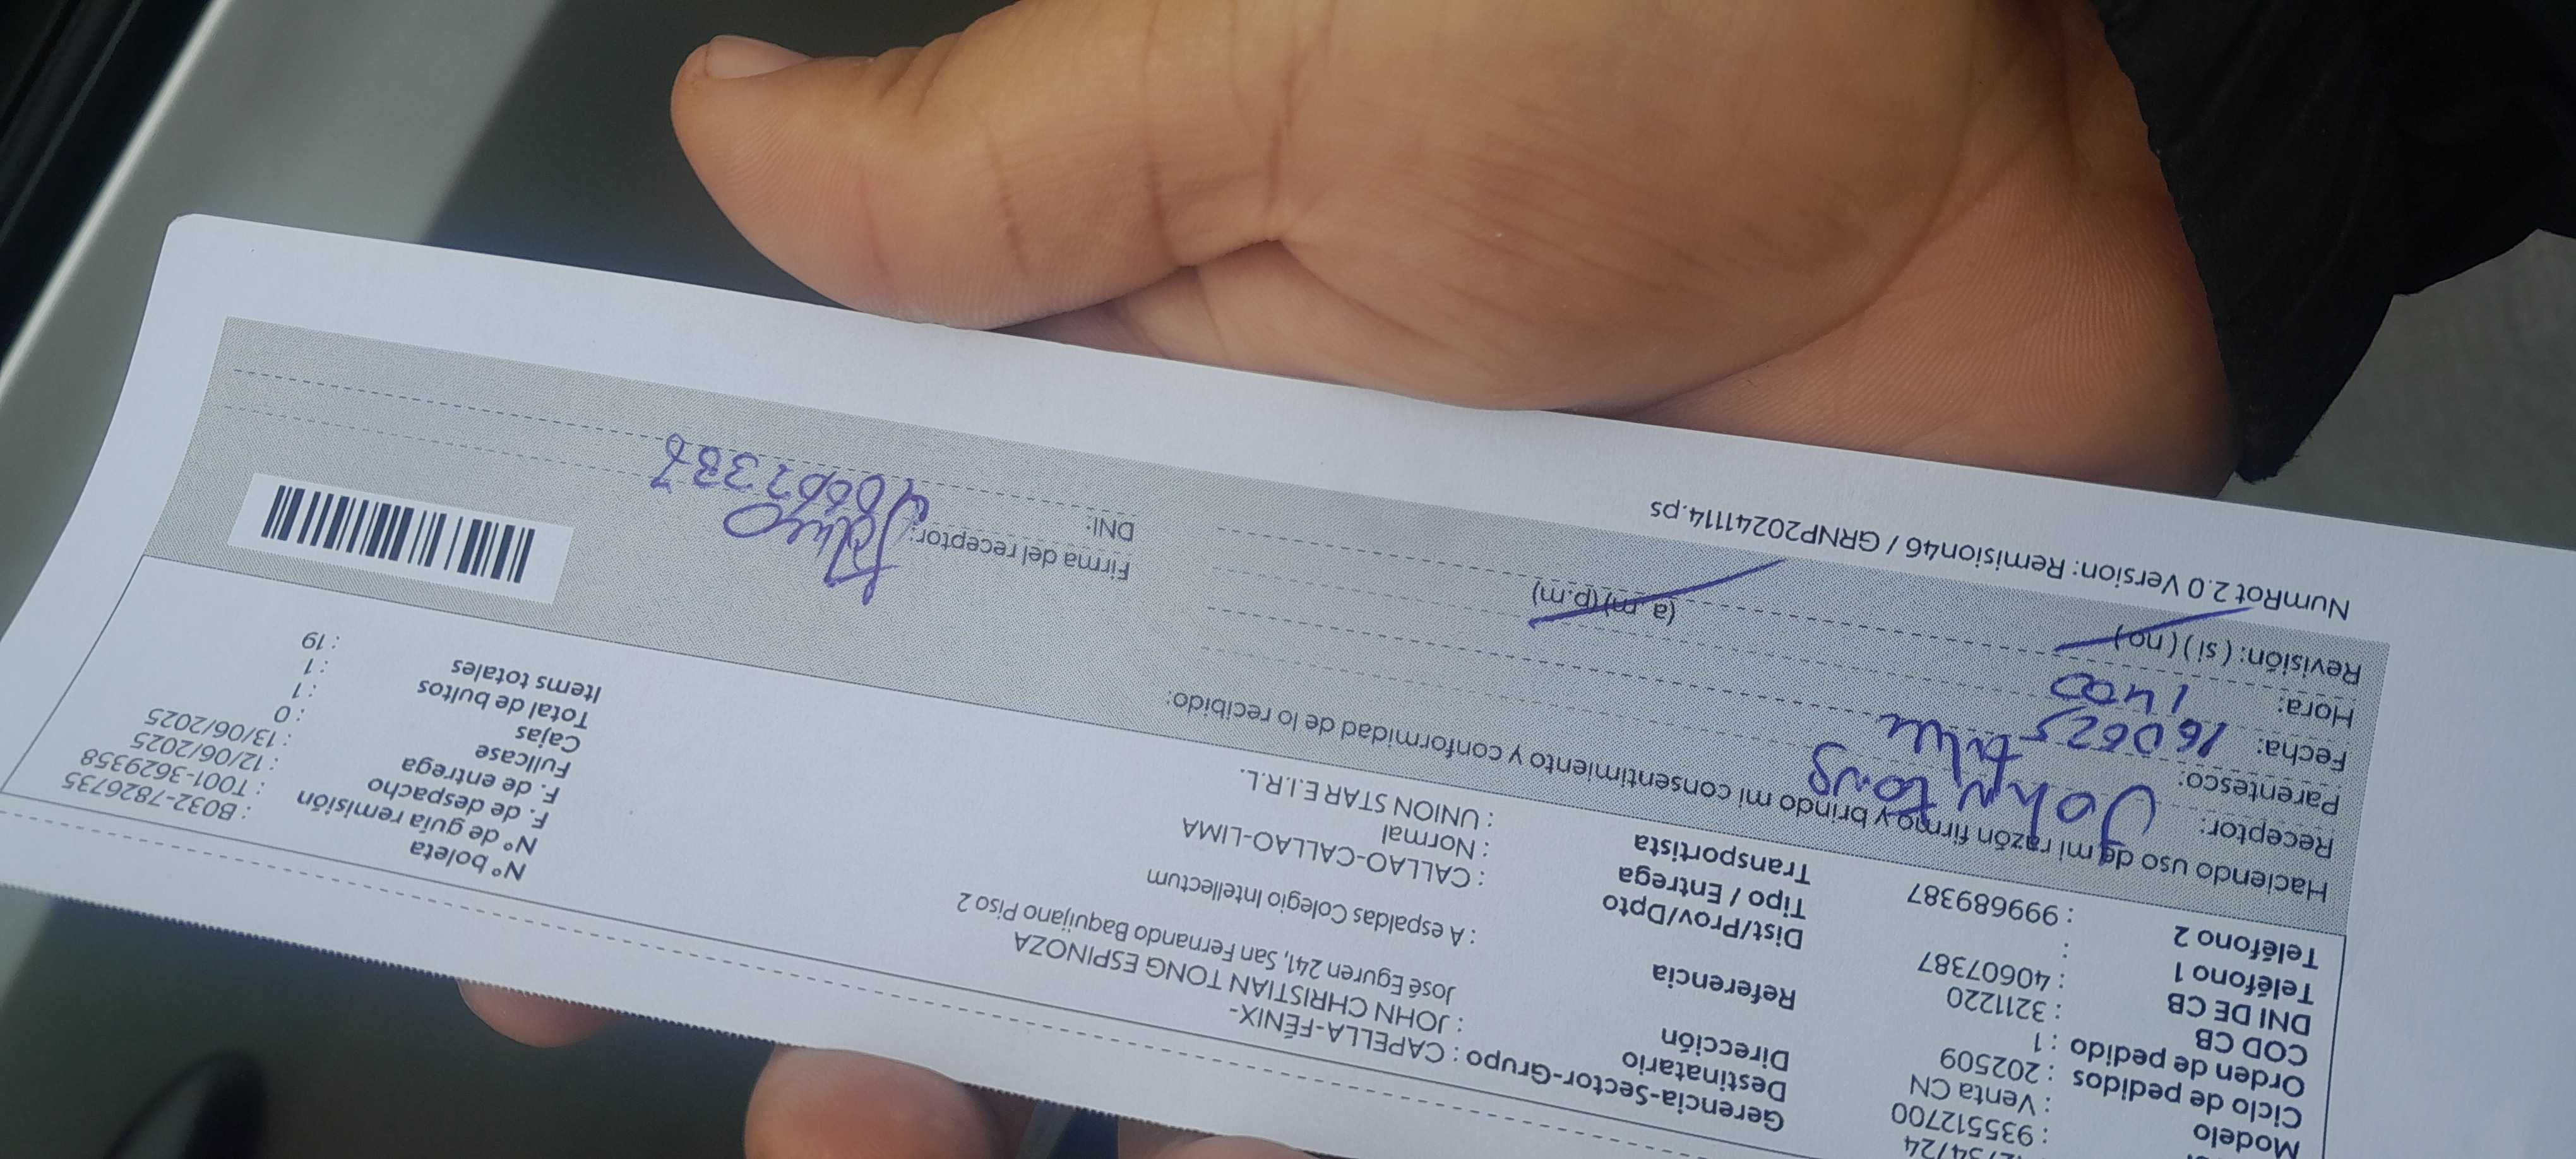 935512700
Modelo : Venta CN
Ciclo de pedidos : 202509
Orden de pedido : 1
COD CB : 3211220
DNI DE CB : 40607387
Teléfono 1 :
Teléfono 2 : 999689387
Gerencia-Sector-Grupo : CAPELLA-FÉNIX-
Destinatario : JOHN CHRISTIAN TONG ESPINOZA
Dirección José Eguren 241, San Fernando Baquijano Piso 2
Referencia : A espaldas Colegio Intellectum
Dist/Prov/Dpto : CALLAO-CALLAO-LIMA
Tipo / Entrega : Normal
Transportista : UNION STAR E.I.R.L.
Nº boleta : B032-7826735
Nº de guía remisión : T001-3629358
F. de despacho : 12/06/2025
F. de entrega : 13/06/2025
Fullcase : 0
Cajas : 1
Total de bultos : 1
Items totales : 19
Haciendo uso de mi razón firmo y brindo mi consentimiento y conformidad de lo recibido:
Receptor: John tong
Parentesco:
Fecha: 160625
Hora: 1400 (a.m) (p.m)
Revisión: (si) (no)
Firma del receptor:
DNI:
NumRot 2.0 Version: Remision46 / GRNP20241114.ps